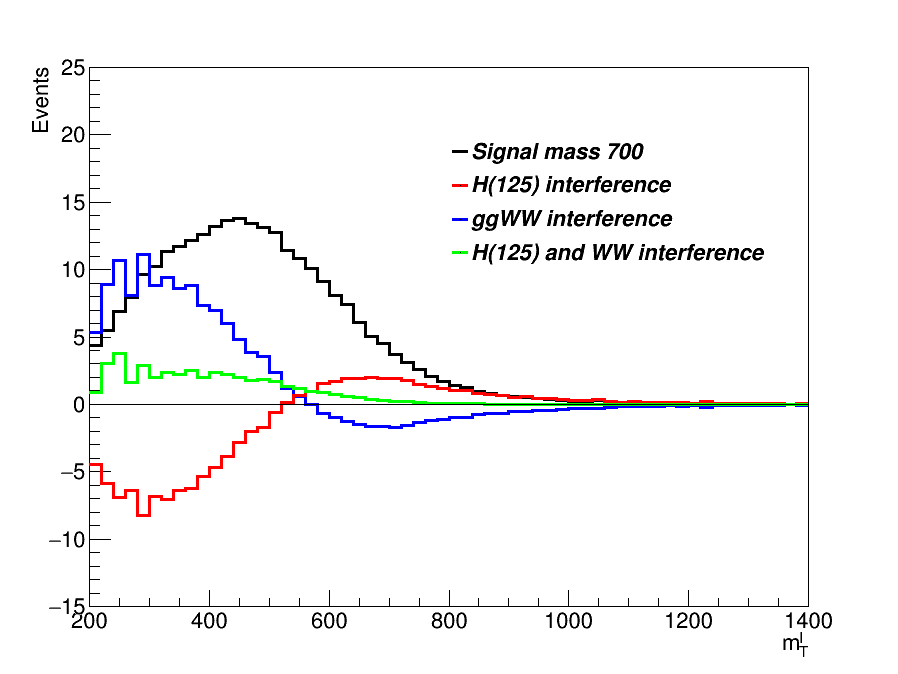 Events
25
20
15
10
5
0
−5
−10
−15
Signal mass 700
H(125) interference
ggWW interference
H(125) and WW interference
200 400 600 800 1000 1200 1400
m^I_T